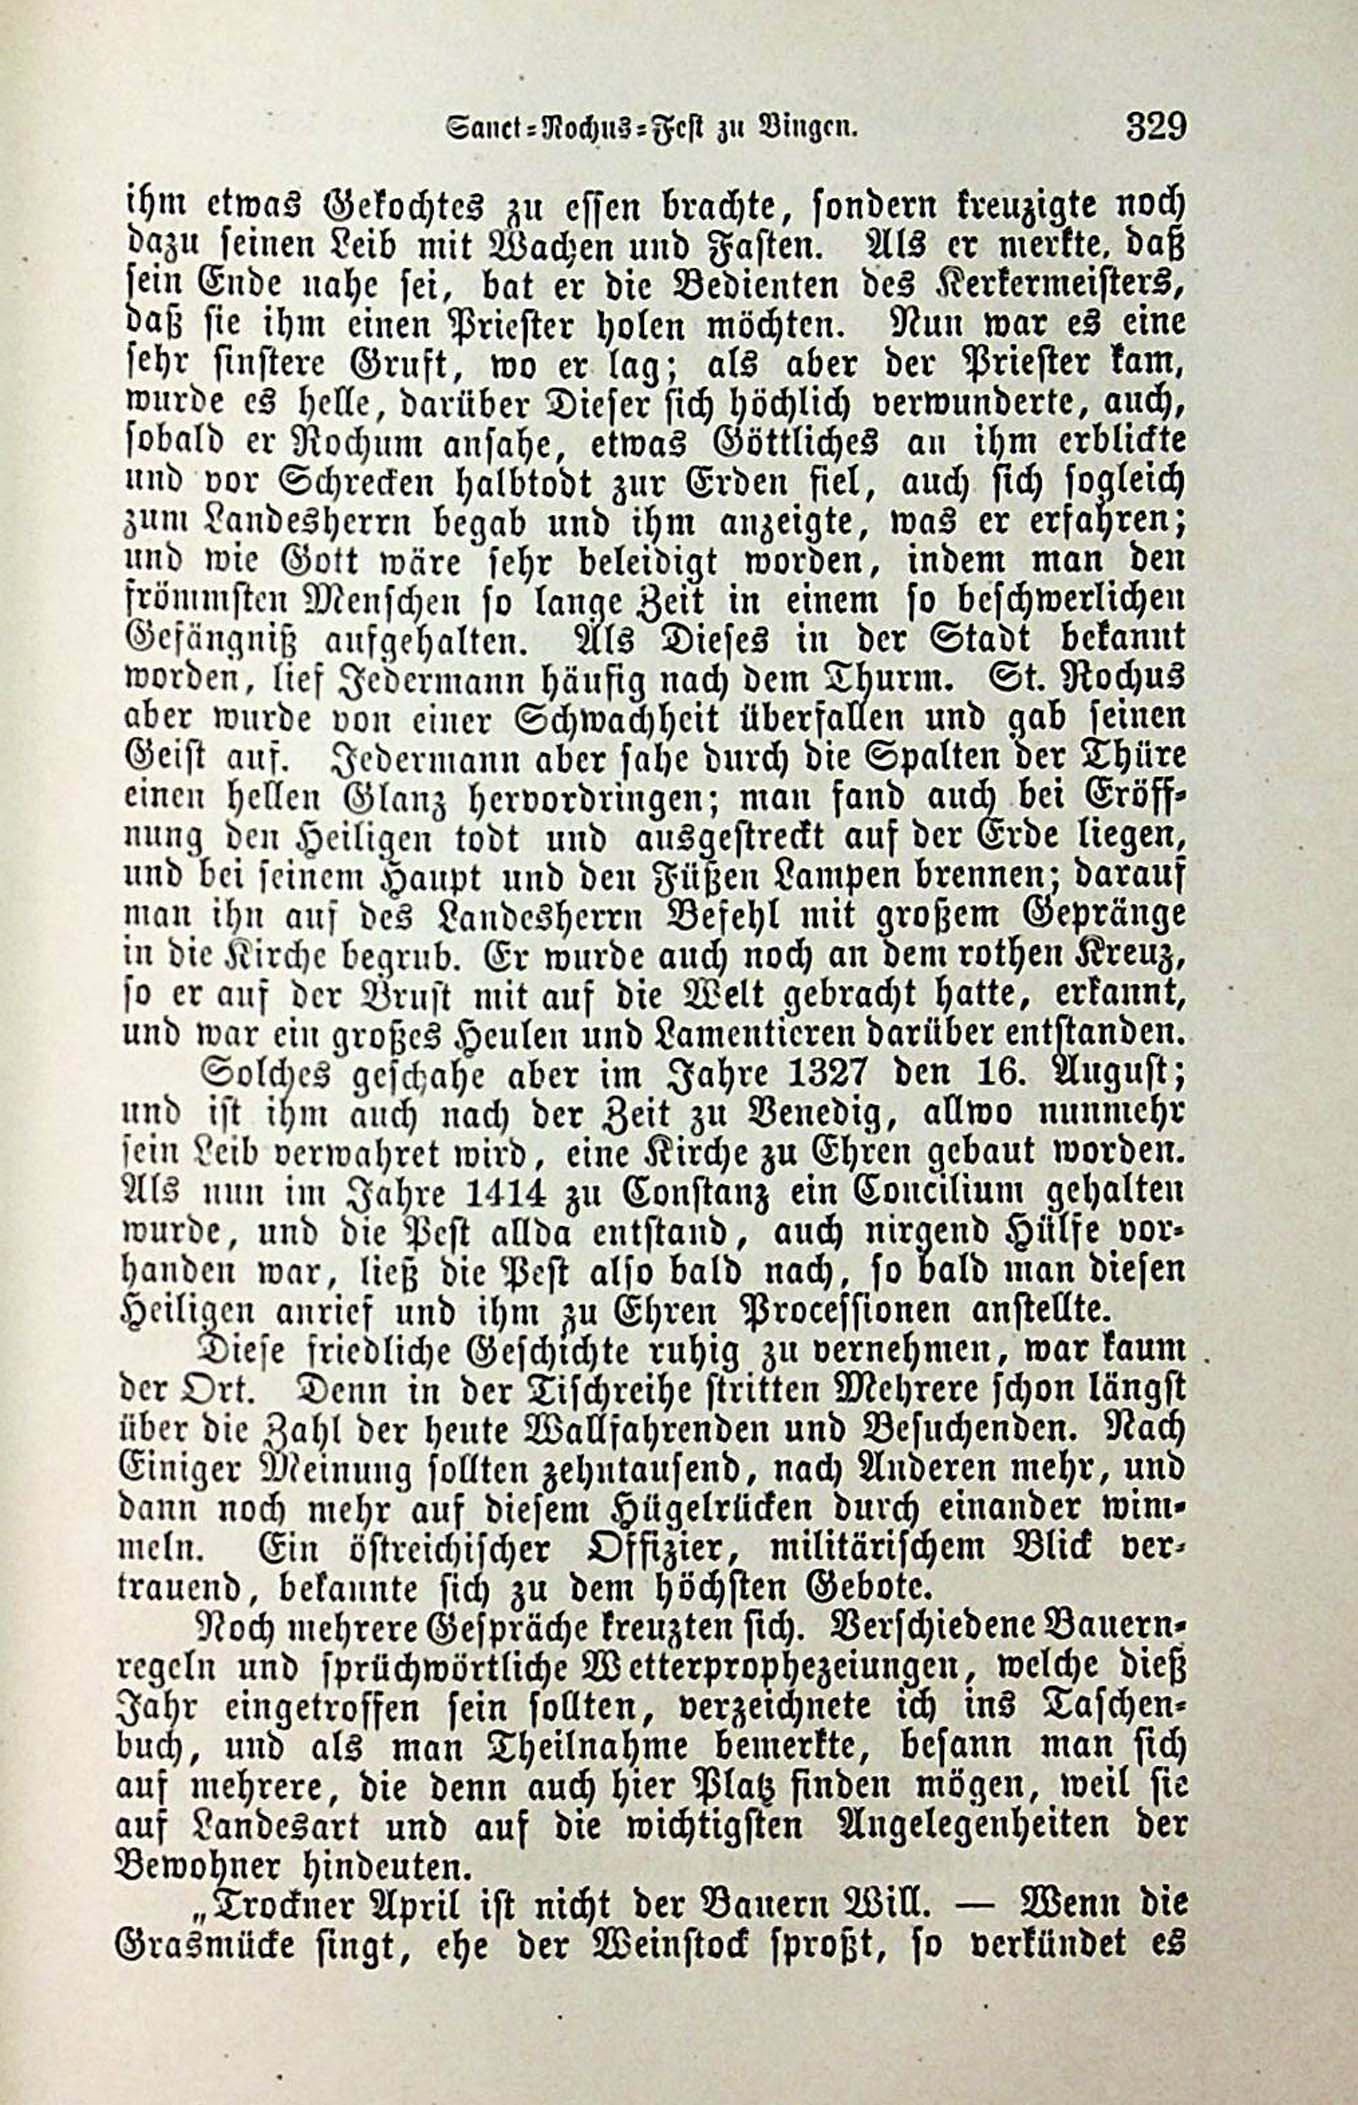 Sanct-Rochus-Fest zu Bingen. 329
ihm etwas Gekochtes zu essen brachte, sondern kreuzigte noch
dazu seinen Leib mit Wachen und Fasten. Als er merkte, daß
sein Ende nahe sei, bat er die Bedienten des Kerkermeisters,
daß sie ihm einen Priester holen möchten. Nun war es eine
sehr finstere Gruft, wo er lag; als aber der Priester kam,
wurde es helle, darüber Dieser sich höchlich verwunderte, auch,
sobald er Rochum ansahe, etwas Göttliches an ihm erblickte
und vor Schrecken halbtodt zur Erden fiel, auch sich sogleich
zum Landesherrn begab und ihm anzeigte, was er erfahren;
und wie Gott wäre sehr beleidigt worden, indem man den
frömmsten Menschen so lange Zeit in einem so beschwerlichen
Gefängniß aufgehalten. Als Dieses in der Stadt bekannt
worden, lief Jedermann häufig nach dem Thurm. St. Rochus
aber wurde von einer Schwachheit überfallen und gab seinen
Geist auf. Jedermann aber sahe durch die Spalten der Thüre
einen hellen Glanz hervordringen; man fand auch bei Eröff-
nung den Heiligen todt und ausgestreckt auf der Erde liegen,
und bei seinem Haupt und den Füßen Lampen brennen; darauf
man ihn auf des Landesherrn Befehl mit großem Gepränge
in die Kirche begrub. Er wurde auch noch an dem rothen Kreuz,
so er auf der Brust mit auf die Welt gebracht hatte, erkannt,
und war ein großes Heulen und Lamentieren darüber entstanden.
Solches geschahe aber im Jahre 1327 den 16. August;
und ist ihm auch nach der Zeit zu Venedig, allwo nunmehr
sein Leib verwahret wird, eine Kirche zu Ehren gebaut worden.
Als nun im Jahre 1414 zu Constanz ein Concilium gehalten
wurde, und die Pest allda entstand, auch nirgend Hülfe vor-
handen war, ließ die Pest also bald nach, so bald man diesen
Heiligen anrief und ihm zu Ehren Processionen anstellte.
Diese friedliche Geschichte ruhig zu vernehmen, war kaum
der Ort. Denn in der Tischreihe stritten Mehrere schon längst
über die Zahl der heute Wallfahrenden und Besuchenden. Nach
Einiger Meinung sollten zehntausend, nach Anderen mehr, und
dann noch mehr auf diesem Hügelrücken durch einander wim-
meln. Ein östreichischer Offizier, militärischem Blick ver-
trauend, bekannte sich zu dem höchsten Gebote.
Noch mehrere Gespräche kreuzten sich. Verschiedene Bauern-
regeln und sprüchwörtliche Wetterprophezeiungen, welche dieß
Jahr eingetroffen sein sollten, verzeichnete ich ins Taschen-
buch, und als man Theilnahme bemerkte, besann man sich
auf mehrere, die denn auch hier Platz finden mögen, weil sie
auf Landesart und auf die wichtigsten Angelegenheiten der
Bewohner hindeuten.
„Trockner April ist nicht der Bauern Will. — Wenn die
Grasmücke singt, ehe der Weinstock sproßt, so verkündet es